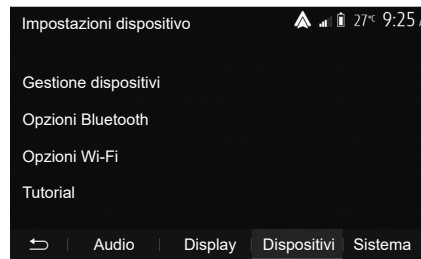 Impostazioni dispositivo 27°C 9:25
Gestione dispositivi
Opzioni Bluetooth
Opzioni Wi-Fi
Tutorial
Audio Display Dispositivi Sistema